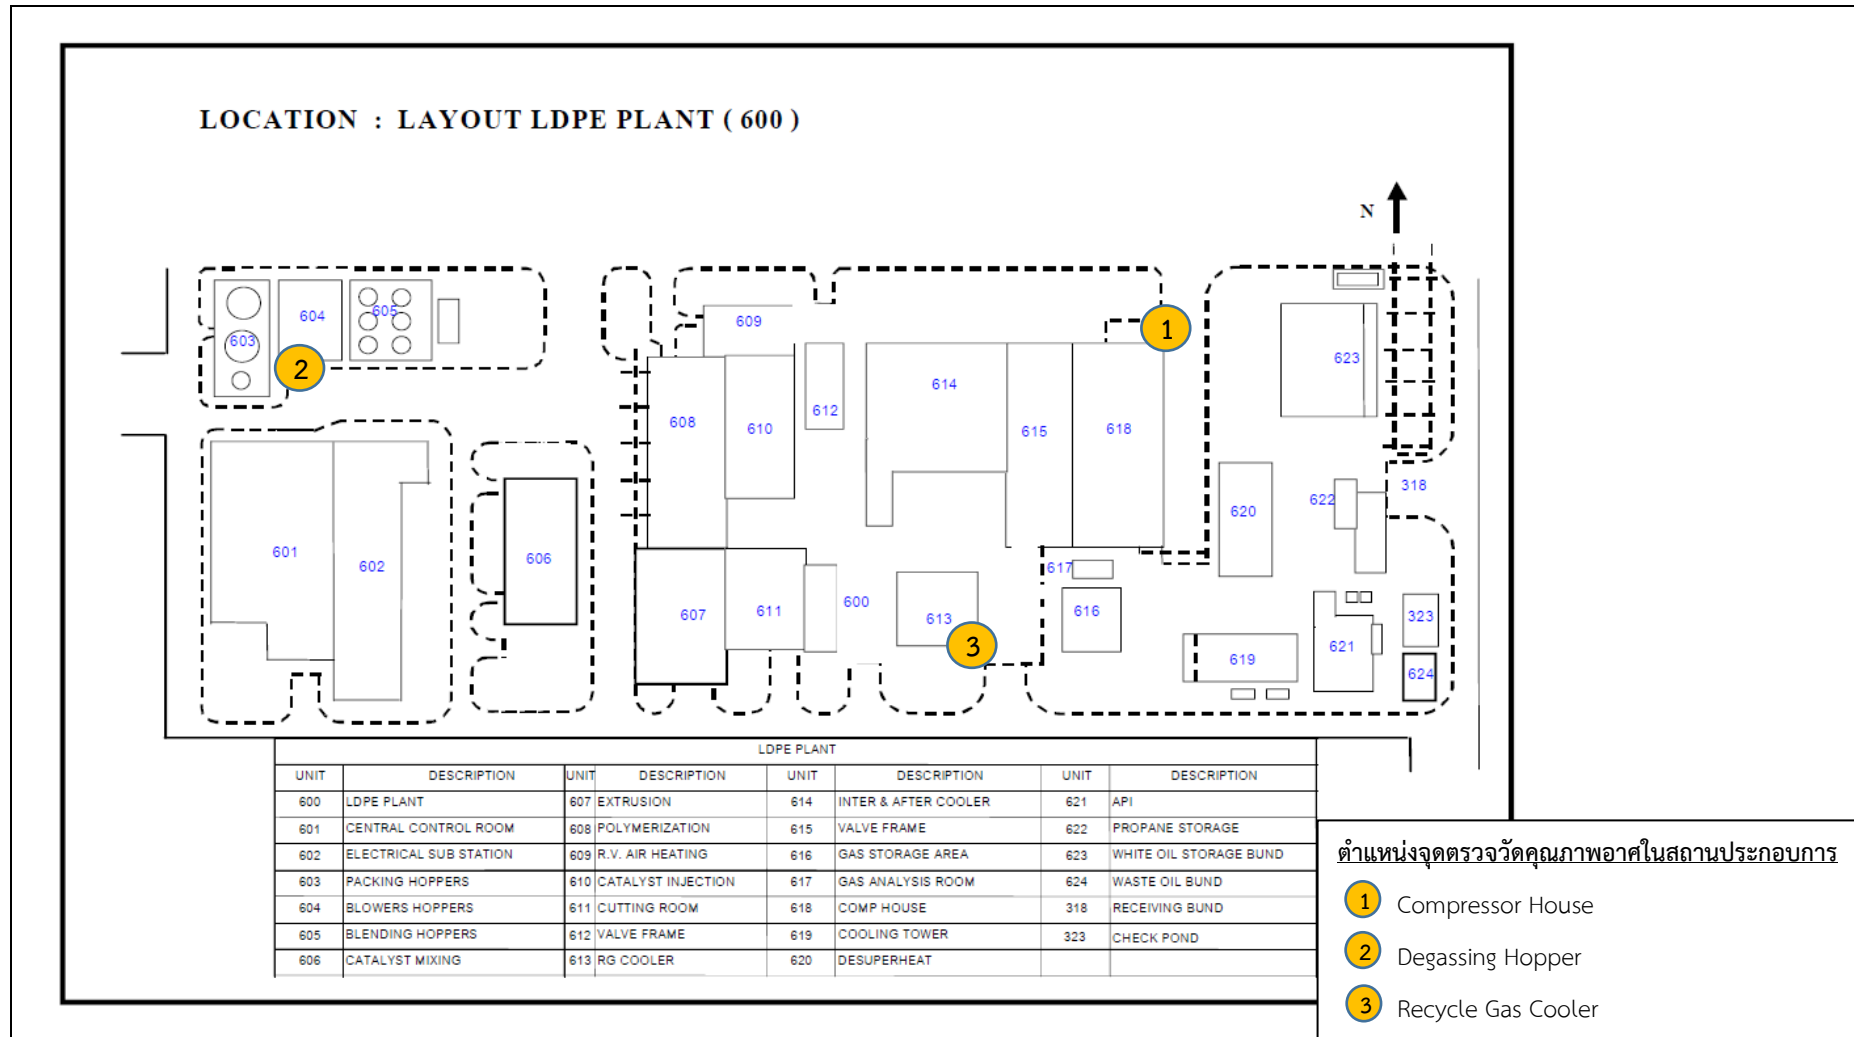 LOCATION : LAYOUT LDPE PLANT ( 600 )
N
603
604
605
2
609
1
623
608
610
612
614
615
618
601
602
606
620
622
318
607
611
600
613
3
617
616
619
621
323
624
LDPE PLANT
UNIT DESCRIPTION UNIT DESCRIPTION UNIT DESCRIPTION UNIT DESCRIPTION
600 LDPE PLANT 607 EXTRUSION 614 INTER & AFTER COOLER 621 API
601 CENTRAL CONTROL ROOM 608 POLYMERIZATION 615 VALVE FRAME 622 PROPANE STORAGE
602 ELECTRICAL SUB STATION 609 R.V. AIR HEATING 616 GAS STORAGE AREA 623 WHITE OIL STORAGE BUND
603 PACKING HOPPERS 610 CATALYST INJECTION 617 GAS ANALYSIS ROOM 624 WASTE OIL BUND
604 BLOWERS HOPPERS 611 CUTTING ROOM 618 COMP HOUSE 318 RECEIVING BUND
605 BLENDING HOPPERS 612 VALVE FRAME 619 COOLING TOWER 323 CHECK POND
606 CATALYST MIXING 613 RG COOLER 620 DESUPERHEAT
ตำแหน่งจุดตรวจวัดคุณภาพอาศในสถานประกอบการ
1 Compressor House
2 Degassing Hopper
3 Recycle Gas Cooler